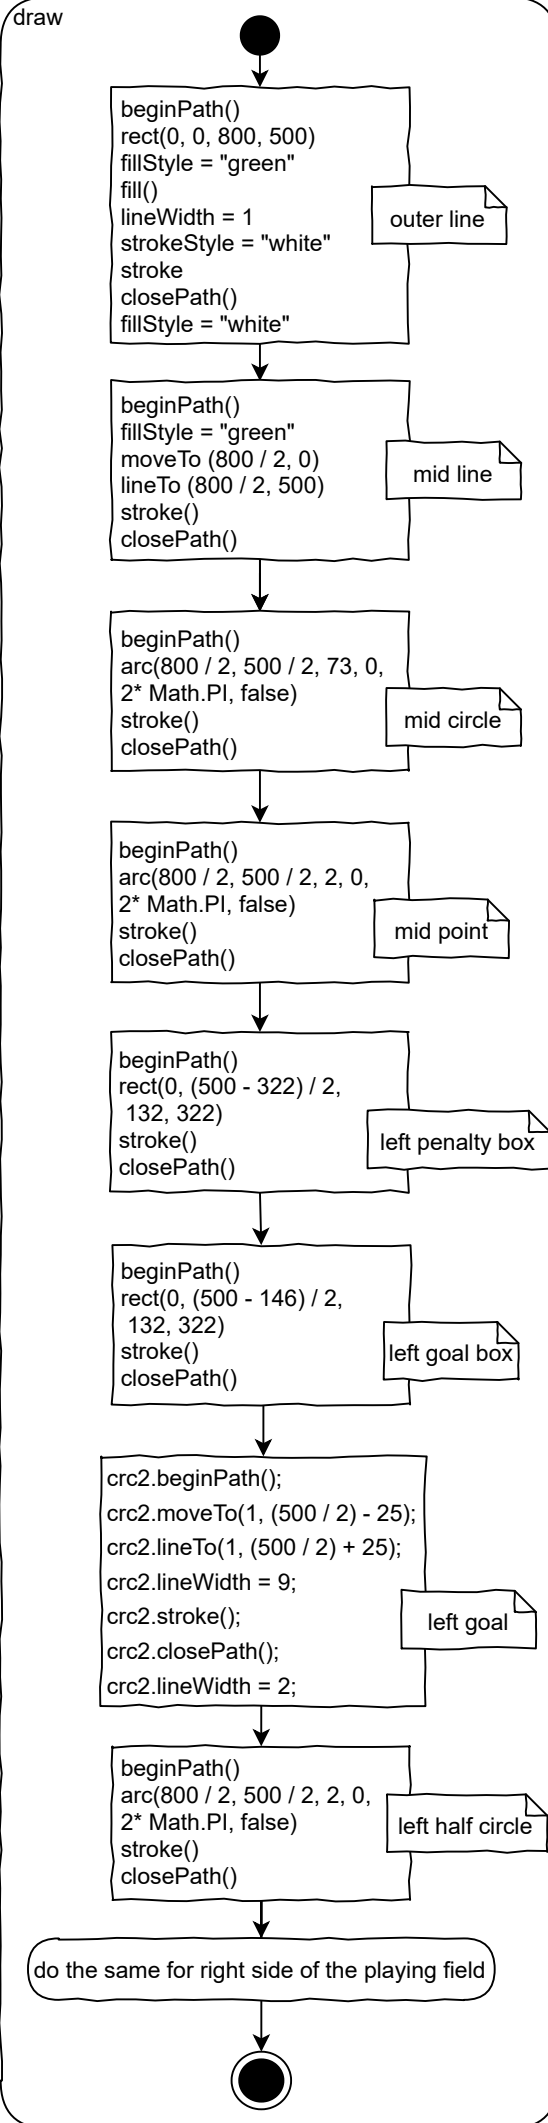 draw
beginPath()
rect(0, 0, 800, 500)
fillStyle = "green"
fill()
lineWidth = 1
strokeStyle = "white"
stroke
closePath()
fillStyle = "white"
outer line
beginPath()
fillStyle = "green"
moveTo (800 / 2, 0)
lineTo (800 / 2, 500)
stroke()
closePath()
mid line
beginPath()
arc(800 / 2, 500 / 2, 73, 0,
2* Math.PI, false)
stroke()
closePath()
mid circle
beginPath()
arc(800 / 2, 500 / 2, 2, 0,
2* Math.PI, false)
stroke()
closePath()
mid point
beginPath()
rect(0, (500 - 322) / 2,
132, 322)
stroke()
closePath()
left penalty box
beginPath()
rect(0, (500 - 146) / 2,
132, 322)
stroke()
closePath()
left goal box
crc2.beginPath();
crc2.moveTo(1, (500 / 2) - 25);
crc2.lineTo(1, (500 / 2) + 25);
crc2.lineWidth = 9;
crc2.stroke();
crc2.closePath();
crc2.lineWidth = 2;
left goal
beginPath()
arc(800 / 2, 500 / 2, 2, 0,
2* Math.PI, false)
stroke()
closePath()
left half circle
do the same for right side of the playing field